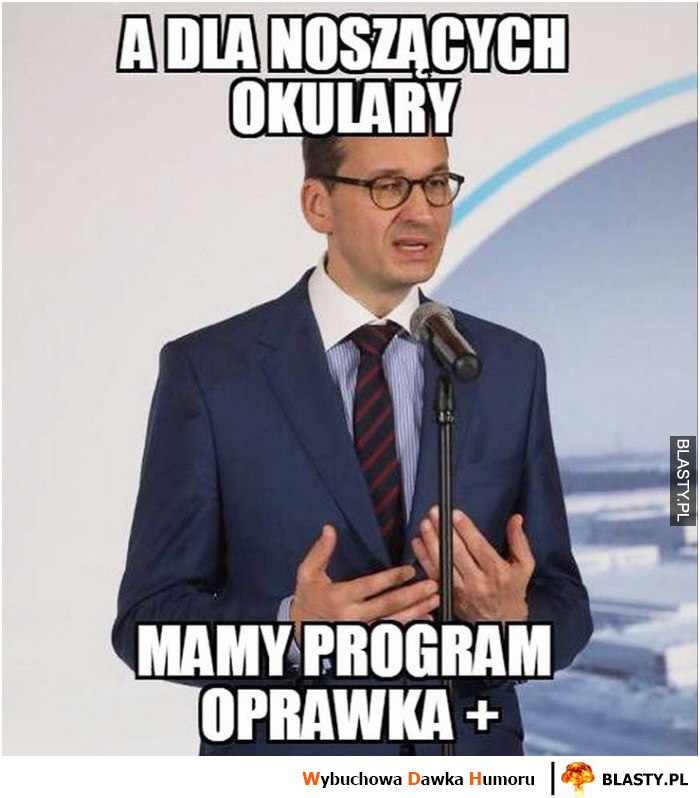 A DLA NOSZĄCYCH
OKULARY
BLASTY.PL
MAMY PROGRAM
OPRAWKA +
Wybuchowa Dawka Humoru
BLASTY.PL